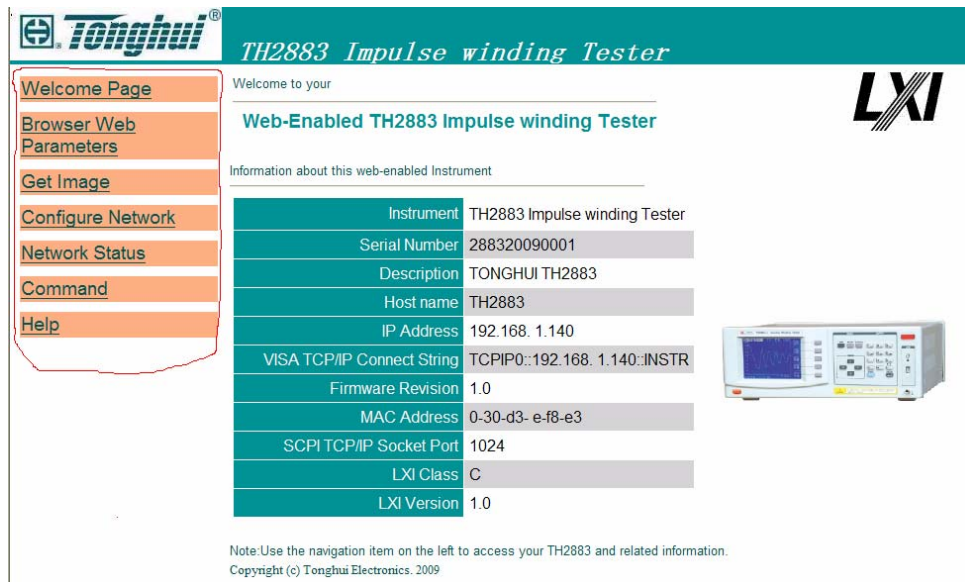 Tonghui®
TH2883 Impulse winding Tester
Welcome Page
Browser Web
Parameters
Get Image
Configure Network
Network Status
Command
Help
Welcome to your
LXI
Web-Enabled TH2883 Impulse winding Tester
Information about this web-enabled Instrument
Instrument TH2883 Impulse winding Tester
Serial Number 288320090001
Description TONGHUI TH2883
Host name TH2883
IP Address 192.168. 1.140
VISA TCP/IP Connect String TCPIP0::192.168. 1.140::INSTR
Firmware Revision 1.0
MAC Address 0-30-d3- e-f8-e3
SCPI TCP/IP Socket Port 1024
LXI Class C
LXI Version 1.0
Note:Use the navigation item on the left to access your TH2883 and related information.
Copyright (c) Tonghui Electronics. 2009